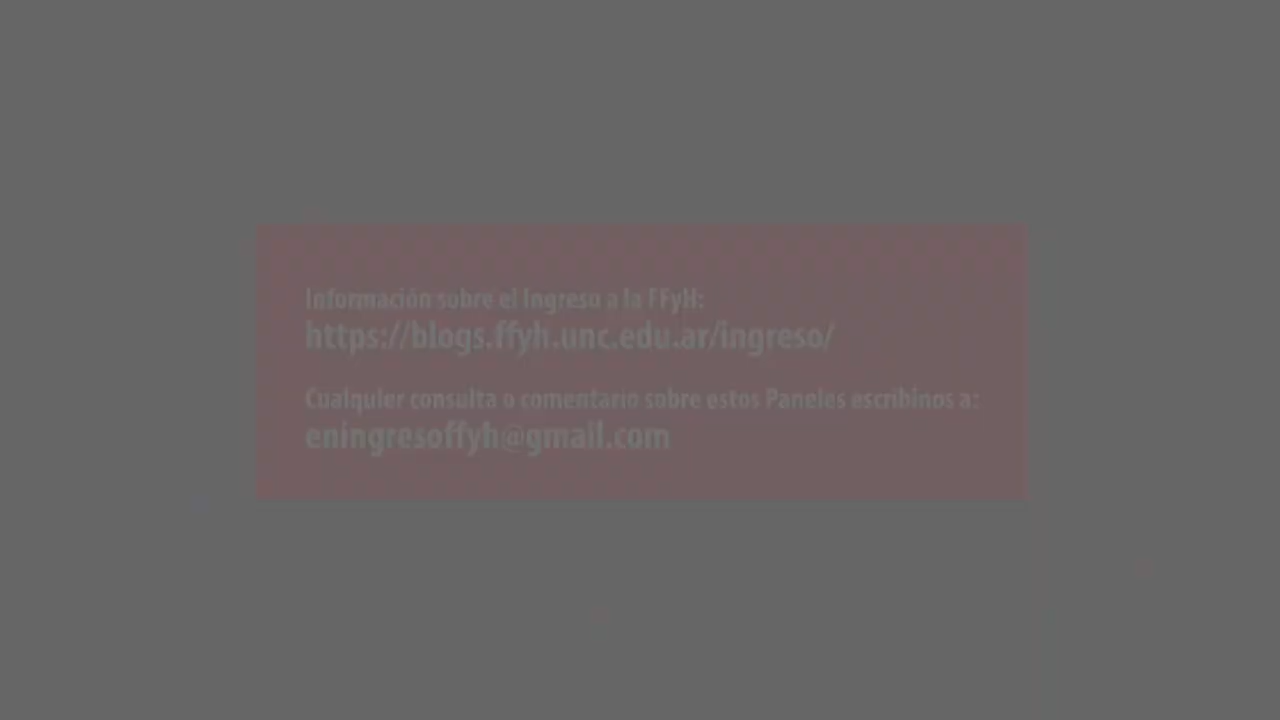 Información sobre el Ingreso a la FFyH:
https://blogs.ffyh.unc.edu.ar/ingreso/
Cualquier consulta o comentario sobre estos Paneles escribinos a:
eningresoffyh@gmail.com